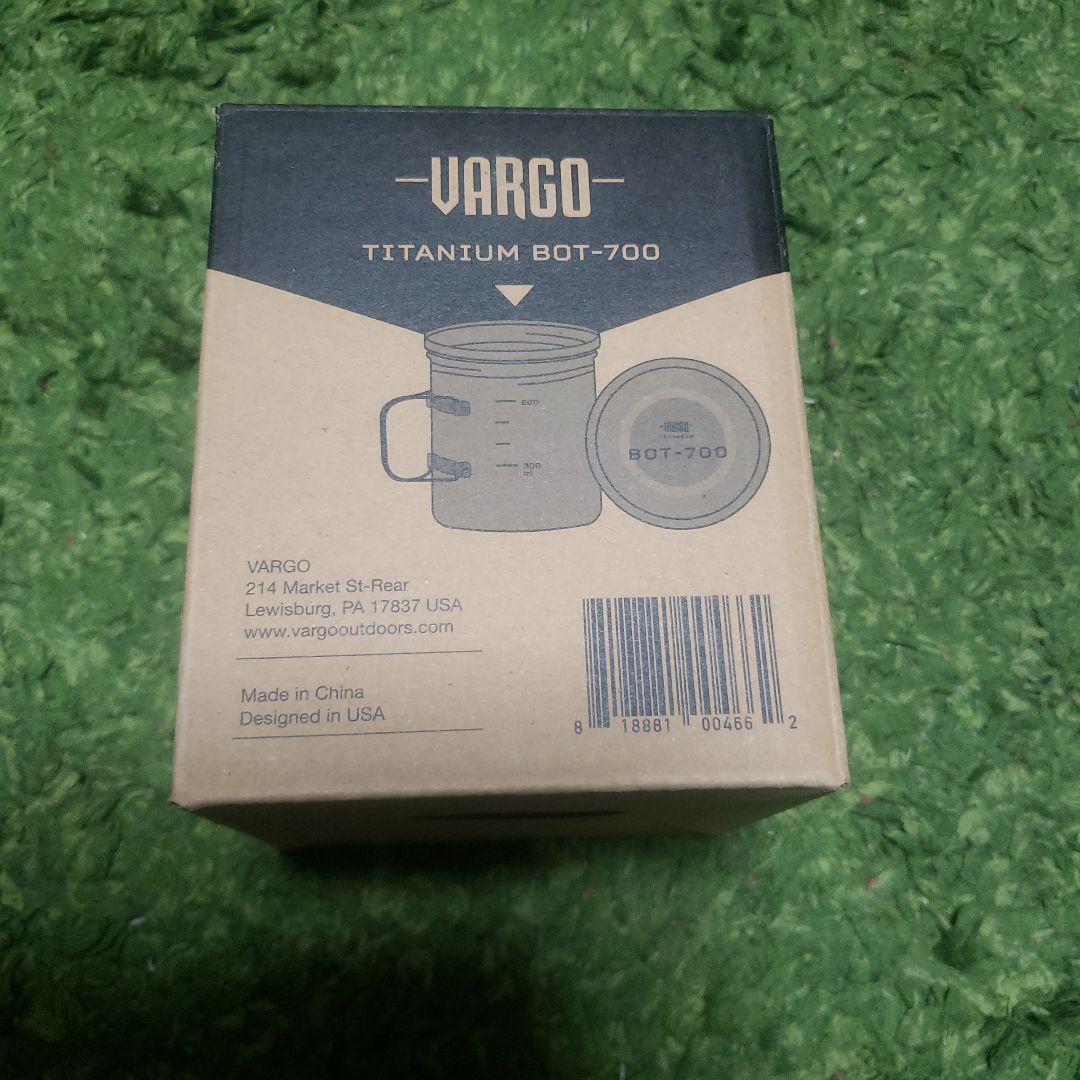 VARGO
TITANIUM BOT-700
600
300
ml
VARGO
TITANIUM
BOT-700
VARGO
214 Market St-Rear
Lewisburg, PA 17837 USA
www.vargooutdoors.com
Made in China
Designed in USA
8 18881 00466 2